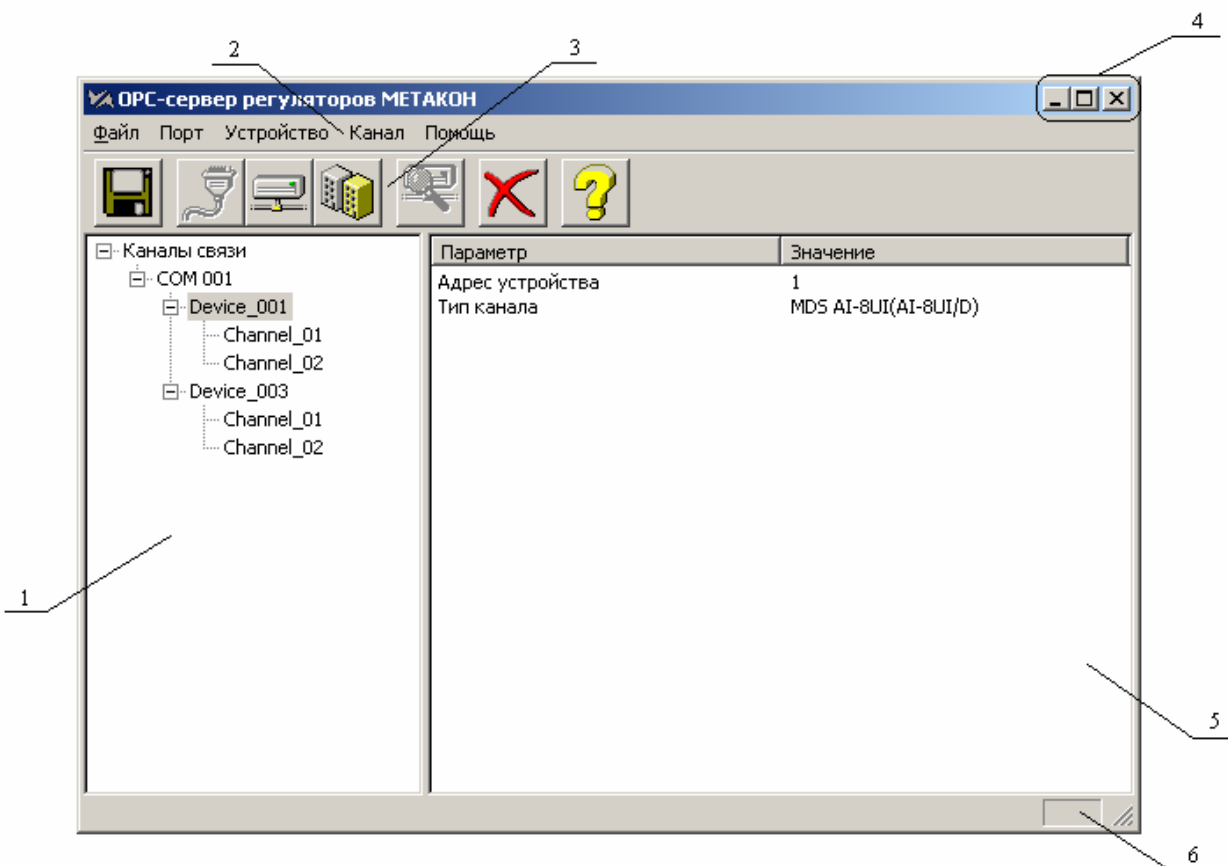 4
2
3
ОРС-сервер регуляторов МЕТАКОН
Файл Порт Устройство Канал Помощь
Каналы связи
Параметр Значение
COM 001
Адрес устройства 1
Device_001
Тип канала MDS AI-8UI(AI-8UI/D)
Channel_01
Channel_02
Device_003
Channel_01
Channel_02
1
5
6